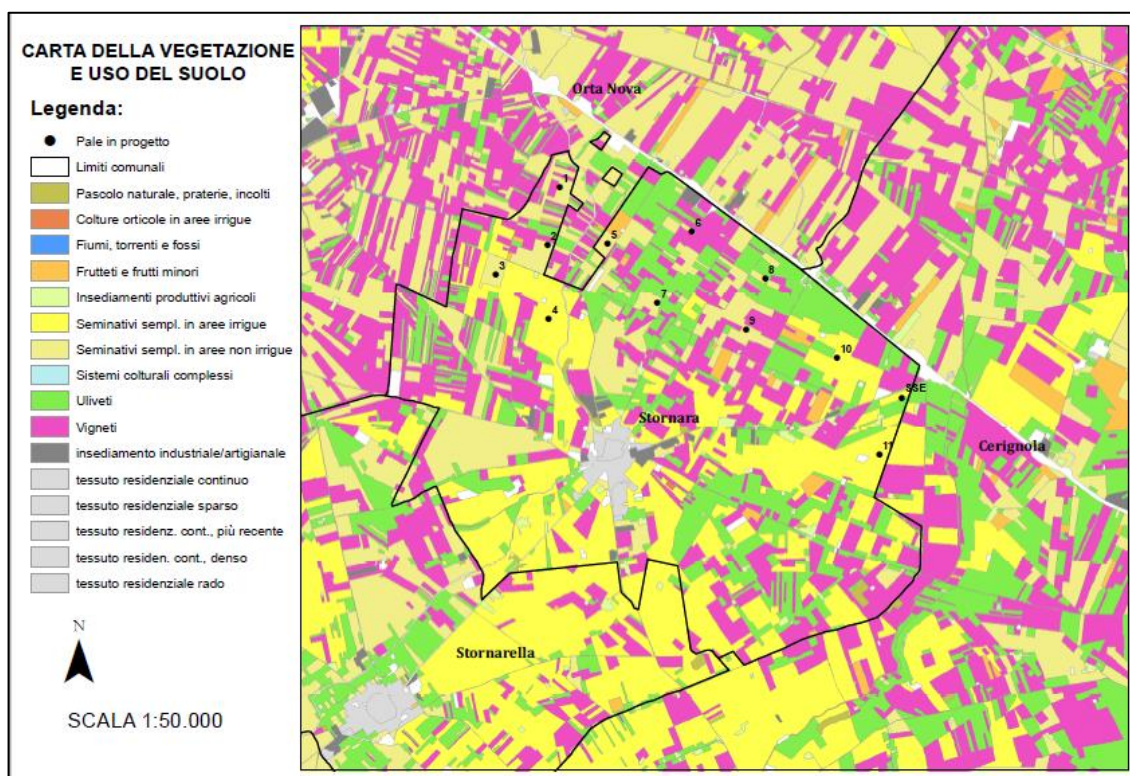 CARTA DELLA VEGETAZIONE
E USO DEL SUOLO
Legenda:
Pale in progetto
Limiti comunali
Pascolo naturale, praterie, incolti
Colture orticole in aree irrigue
Fiumi, torrenti e fossi
Frutteti e frutti minori
Insediamenti produttivi agricoli
Seminativi sempl. in aree irrigue
Seminativi sempl. in aree non irrigue
Sistemi colturali complessi
Uliveti
Vigneti
insediamento industriale/artigianale
tessuto residenziale continuo
tessuto residenziale sparso
tessuto residenz. cont., più recente
tessuto residen. cont., denso
tessuto residenziale rado
N
SCALA 1:50.000
Orta Nova
1
6
2
5
3
8
7
4
9
10
SSE
Stornara
Cerignola
11
Stornarella